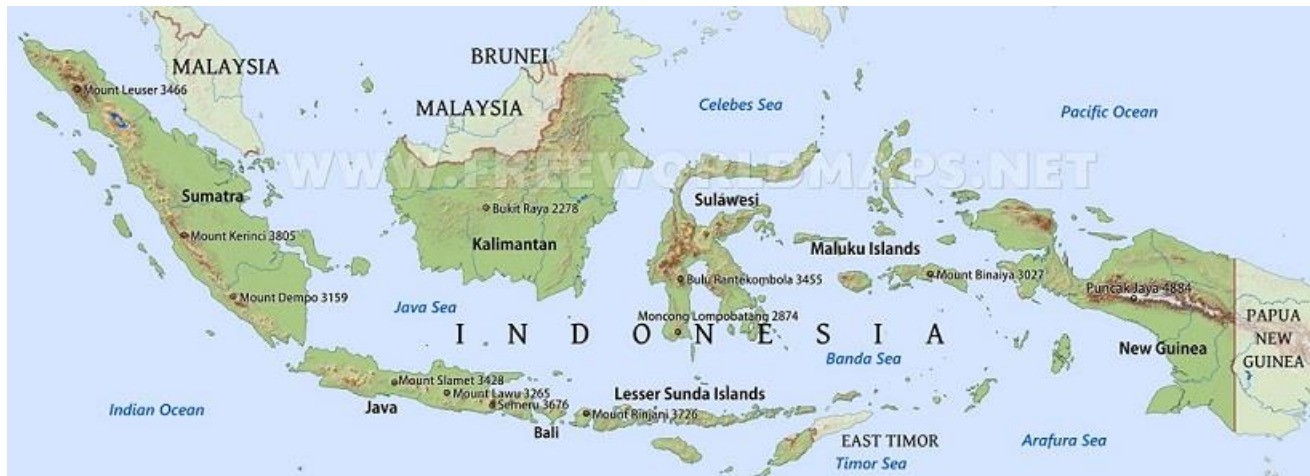 BRUNEI
MALAYSIA
MALAYSIA
Mount Leuser 3466
Celebes Sea
Pacific Ocean
WWW.FREEWORLDMAPS.NET
Sumatra
Sulawesi
Bukit Raya 2278
Mount Kerinci 3805
Kalimantan
Maluku Islands
Bulu Rantekombola 3455
Mount Binaiya 3027
Puncak Jaya 4884
Mount Dempo 3159
Java Sea
Moncong Lompobatang 2874
INDONESIA
PAPUA
NEW
GUINEA
New Guinea
Banda Sea
Mount Slamet 3428
Mount Lawu 3265
Semeru 3676
Lesser Sunda Islands
Indian Ocean
Java
Mount Rinjani 3726
Bali
EAST TIMOR
Arafura Sea
Timor Sea